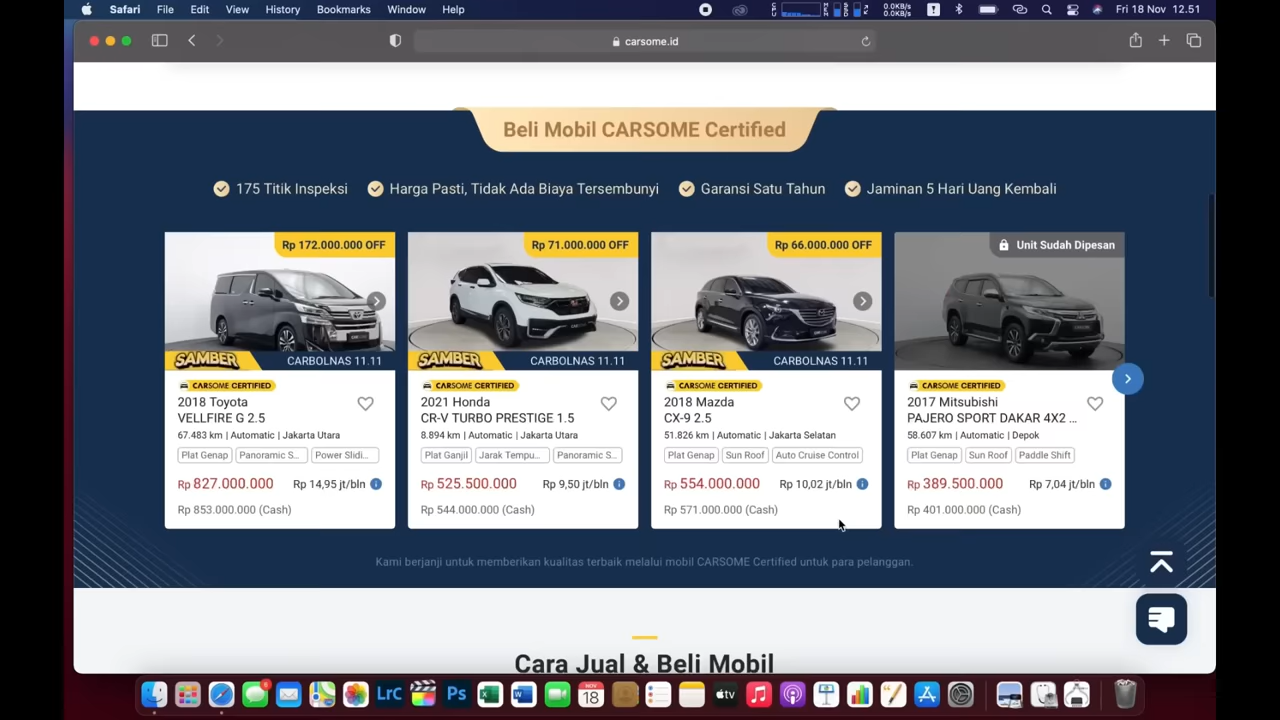 Safari File Edit View History Bookmarks Window Help
0.0KB/s
0.0KB/s
Fri 18 Nov 12.51
carsome.id
Beli Mobil CARSOME Certified
175 Titik Inspeksi Harga Pasti, Tidak Ada Biaya Tersembunyi Garansi Satu Tahun Jaminan 5 Hari Uang Kembali
Rp 172.000.000 OFF
SAMBER CARBOLNAS 11.11
CARSOME CERTIFIED
2018 Toyota
VELLFIRE G 2.5
67.483 km | Automatic | Jakarta Utara
Plat Genap Panoramic S... Power Slidi...
Rp 827.000.000 Rp 14,95 jt/bln
Rp 853.000.000 (Cash)
Rp 71.000.000 OFF
SAMBER CARBOLNAS 11.11
CARSOME CERTIFIED
2021 Honda
CR-V TURBO PRESTIGE 1.5
8.894 km | Automatic | Jakarta Utara
Plat Ganjil Jarak Tempu... Panoramic S...
Rp 525.500.000 Rp 9,50 jt/bln
Rp 544.000.000 (Cash)
Rp 66.000.000 OFF
SAMBER CARBOLNAS 11.11
CARSOME CERTIFIED
2018 Mazda
CX-9 2.5
51.826 km | Automatic | Jakarta Selatan
Plat Genap Sun Roof Auto Cruise Control
Rp 554.000.000 Rp 10,02 jt/bln
Rp 571.000.000 (Cash)
Unit Sudah Dipesan
CARSOME CERTIFIED
2017 Mitsubishi
PAJERO SPORT DAKAR 4X2 ...
58.607 km | Automatic | Depok
Plat Genap Sun Roof Paddle Shift
Rp 389.500.000 Rp 7,04 jt/bln
Rp 401.000.000 (Cash)
Kami berjanji untuk memberikan kualitas terbaik melalui mobil CARSOME Certified untuk para pelanggan.
Cara Jual & Beli Mobil
LrC Ps NOV 18 tv